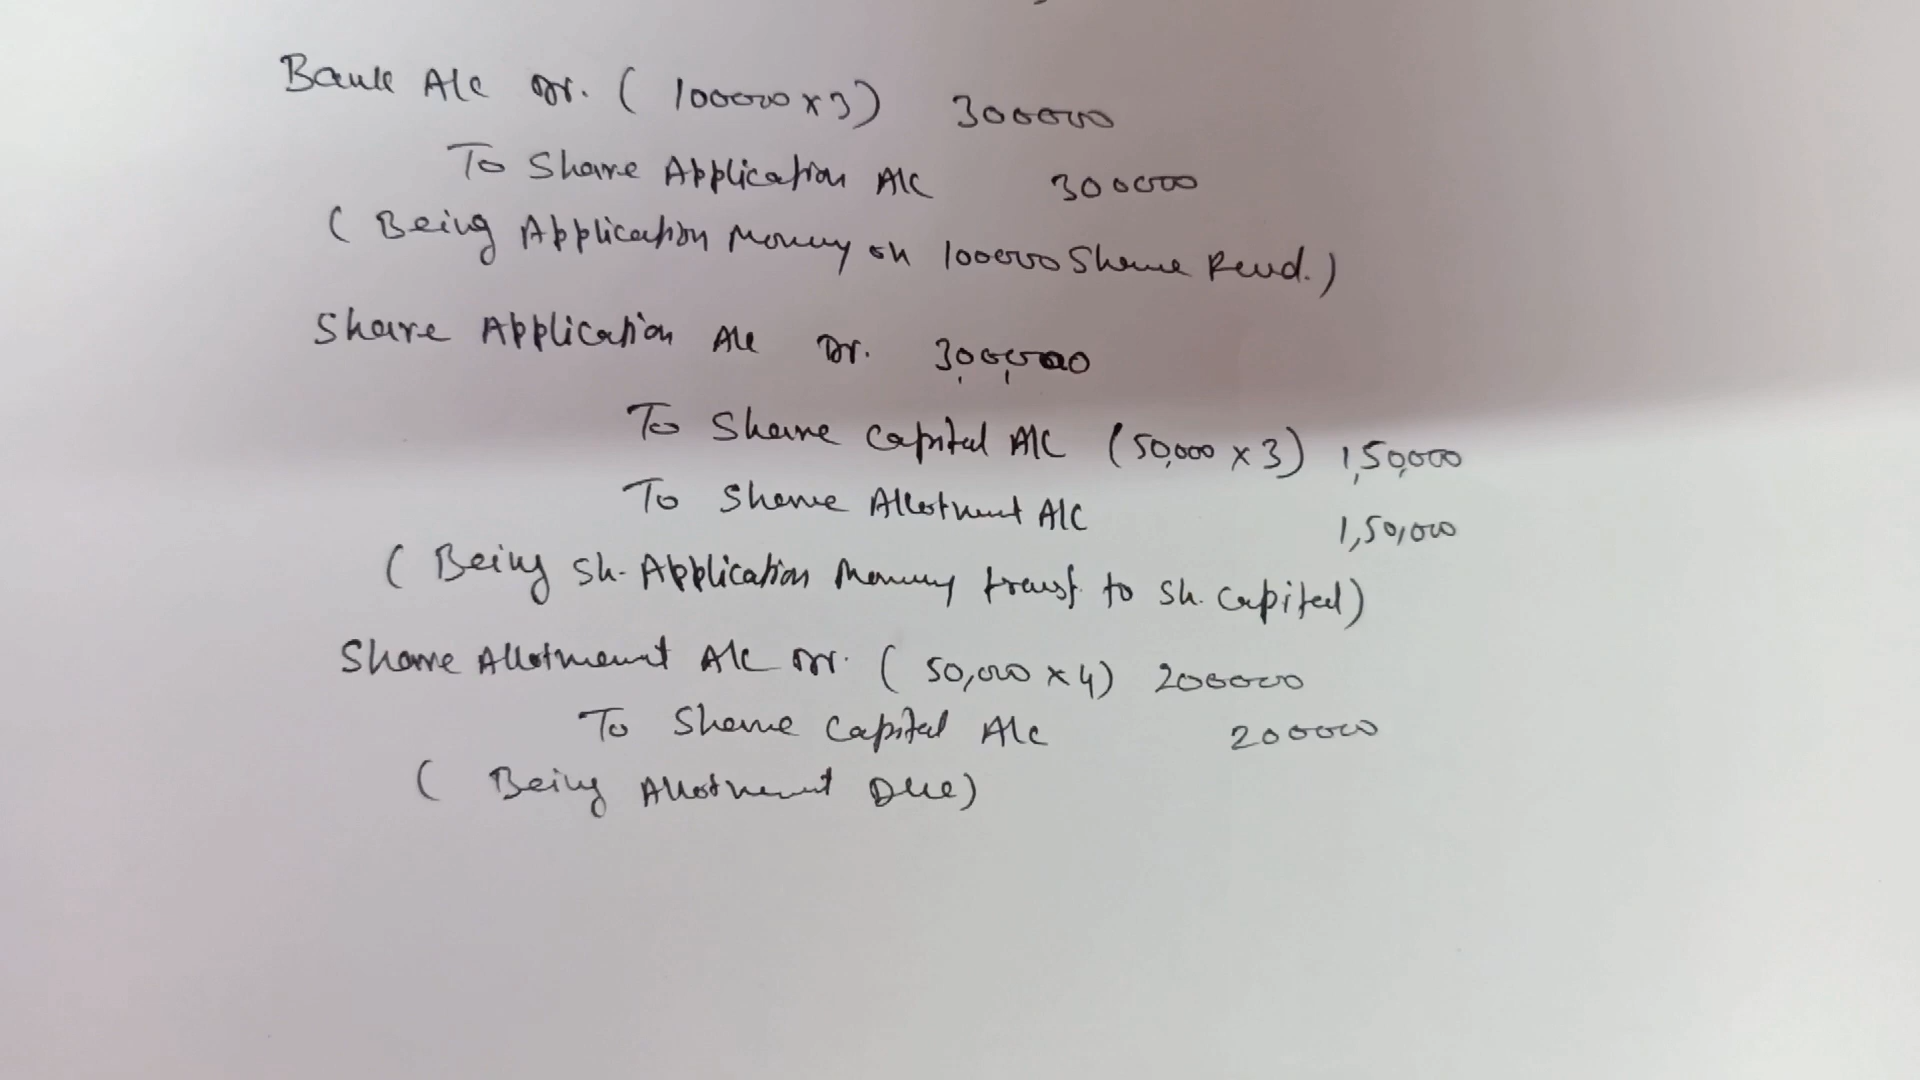 Bank A/c Dr. ( 100000 x 3) 300000
To Share Application A/c 300000
( Being Application Money on 100000 Share Recd. )
Share Application A/c Dr. 3,00,000
To Share Capital A/c ( 50,000 x 3) 1,50,000
To Share Allotment A/c 1,50,000
( Being Sh. Application Money transf. to Sh. Capital)
Share Allotment A/c Dr. ( 50,000 x 4) 200000
To Share Capital A/c 200000
( Being Allotment Due)